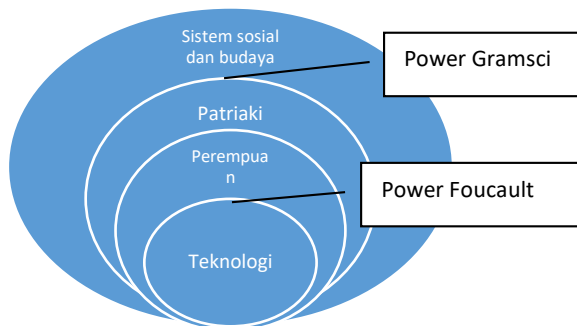 Sistem sosial
dan budaya
Power Gramsci
Patriaki
Perempua
n
Power Foucault
Teknologi